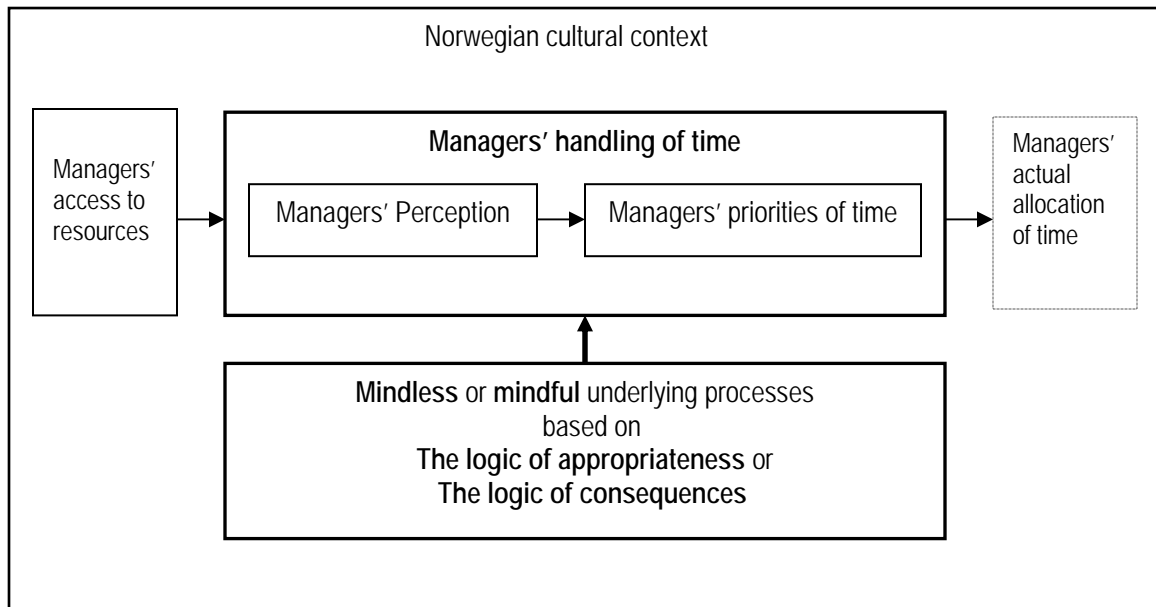 Norwegian cultural context
Managers'
access to
resources
Managers' handling of time
Managers' Perception
Managers' priorities of time
Managers'
actual
allocation
of time
Mindless or mindful underlying processes
based on
The logic of appropriateness or
The logic of consequences